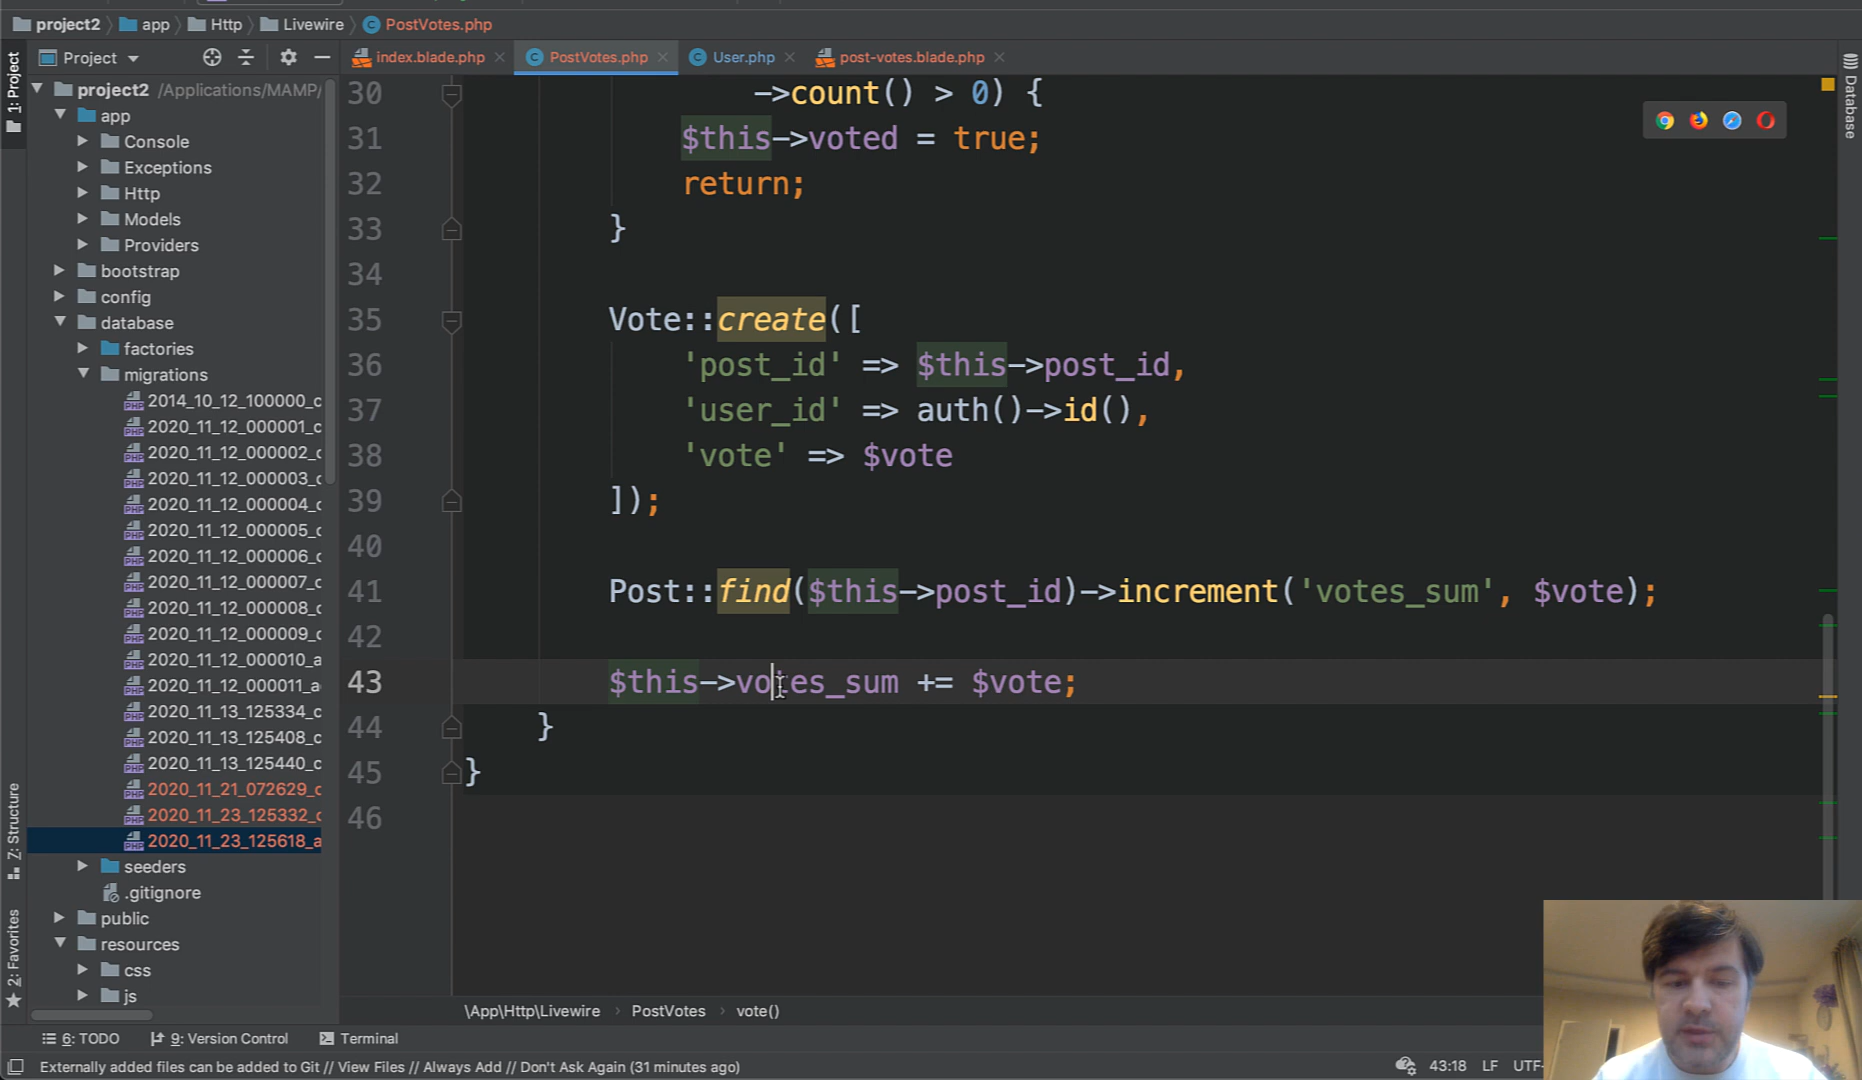 project2 app Http Livewire PostVotes.php
Project index.blade.php PostVotes.php User.php post-votes.blade.php
1: Project
Database
project2 /Applications/MAMP/
app
Console
Exceptions
Http
Models
Providers
bootstrap
config
database
factories
migrations
2014_10_12_100000_c
2020_11_12_000001_c
2020_11_12_000002_c
2020_11_12_000003_c
2020_11_12_000004_c
2020_11_12_000005_c
2020_11_12_000006_c
2020_11_12_000007_c
2020_11_12_000008_c
2020_11_12_000009_c
2020_11_12_000010_a
2020_11_12_000011_a
2020_11_13_125334_c
2020_11_13_125408_c
2020_11_13_125440_c
2020_11_21_072629_c
2020_11_23_125332_c
2020_11_23_125618_a
seeders
.gitignore
public
resources
css
js
Z: Structure
2: Favorites
30 ->count() > 0) {
31 $this->voted = true;
32 return;
33 }
34
35 Vote::create([
36 'post_id' => $this->post_id,
37 'user_id' => auth()->id(),
38 'vote' => $vote
39 ]);
40
41 Post::find($this->post_id)->increment('votes_sum', $vote);
42
43 $this->votes_sum += $vote;
44 }
45 }
46
\App\Http\Livewire › PostVotes › vote()
6: TODO 9: Version Control Terminal
Externally added files can be added to Git // View Files // Always Add // Don't Ask Again (31 minutes ago) 43:18 LF UTF-